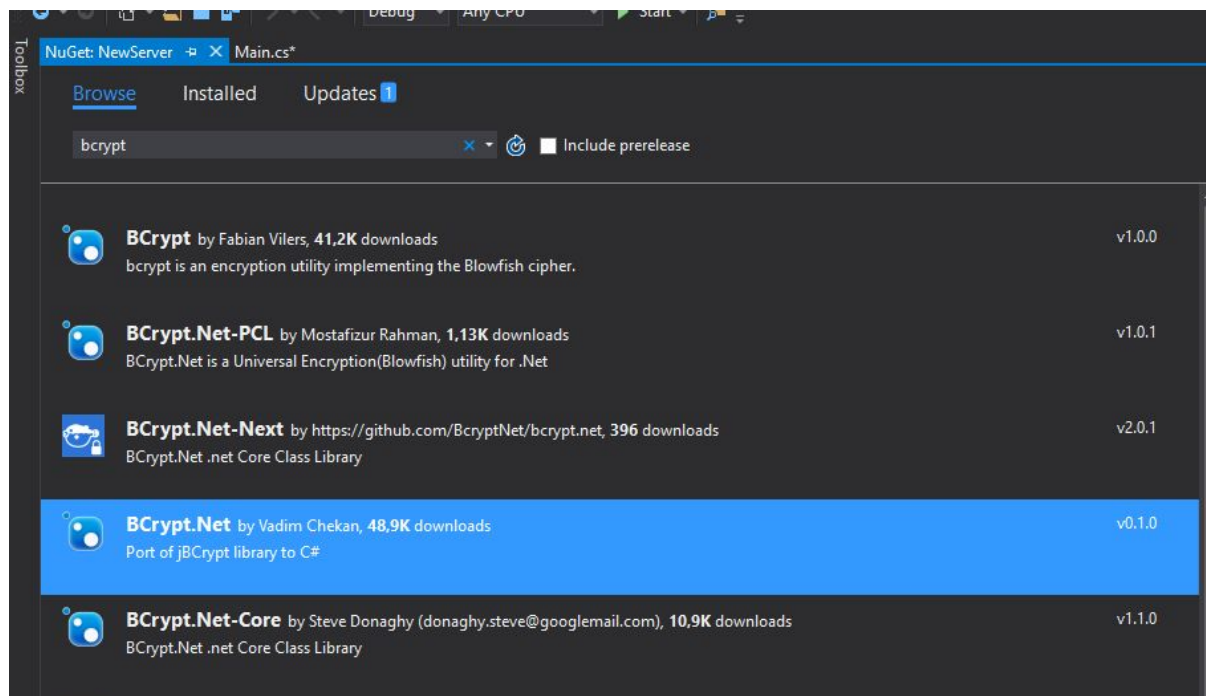 Debug Any CPU Start
Toolbox
NuGet: NewServer Main.cs*
Browse Installed Updates 1
bcrypt Include prerelease
BCrypt by Fabian Vilers, 41,2K downloads v1.0.0
bcrypt is an encryption utility implementing the Blowfish cipher.
BCrypt.Net-PCL by Mostafizur Rahman, 1,13K downloads v1.0.1
BCrypt.Net is a Universal Encryption(Blowfish) utility for .Net
BCrypt.Net-Next by https://github.com/BcryptNet/bcrypt.net, 396 downloads v2.0.1
BCrypt.Net .net Core Class Library
BCrypt.Net by Vadim Chekan, 48,9K downloads v0.1.0
Port of jBCrypt library to C#
BCrypt.Net-Core by Steve Donaghy (donaghy.steve@googlemail.com), 10,9K downloads v1.1.0
BCrypt.Net .net Core Class Library